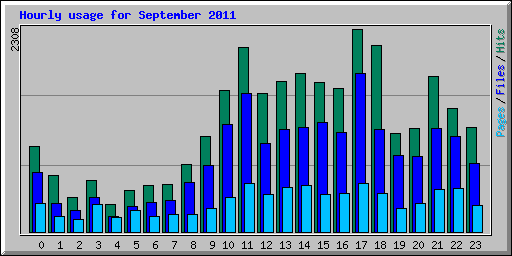 Hourly usage for September 2011
2308
Pages/Files/Hits
0 1 2 3 4 5 6 7 8 9 10 11 12 13 14 15 16 17 18 19 20 21 22 23